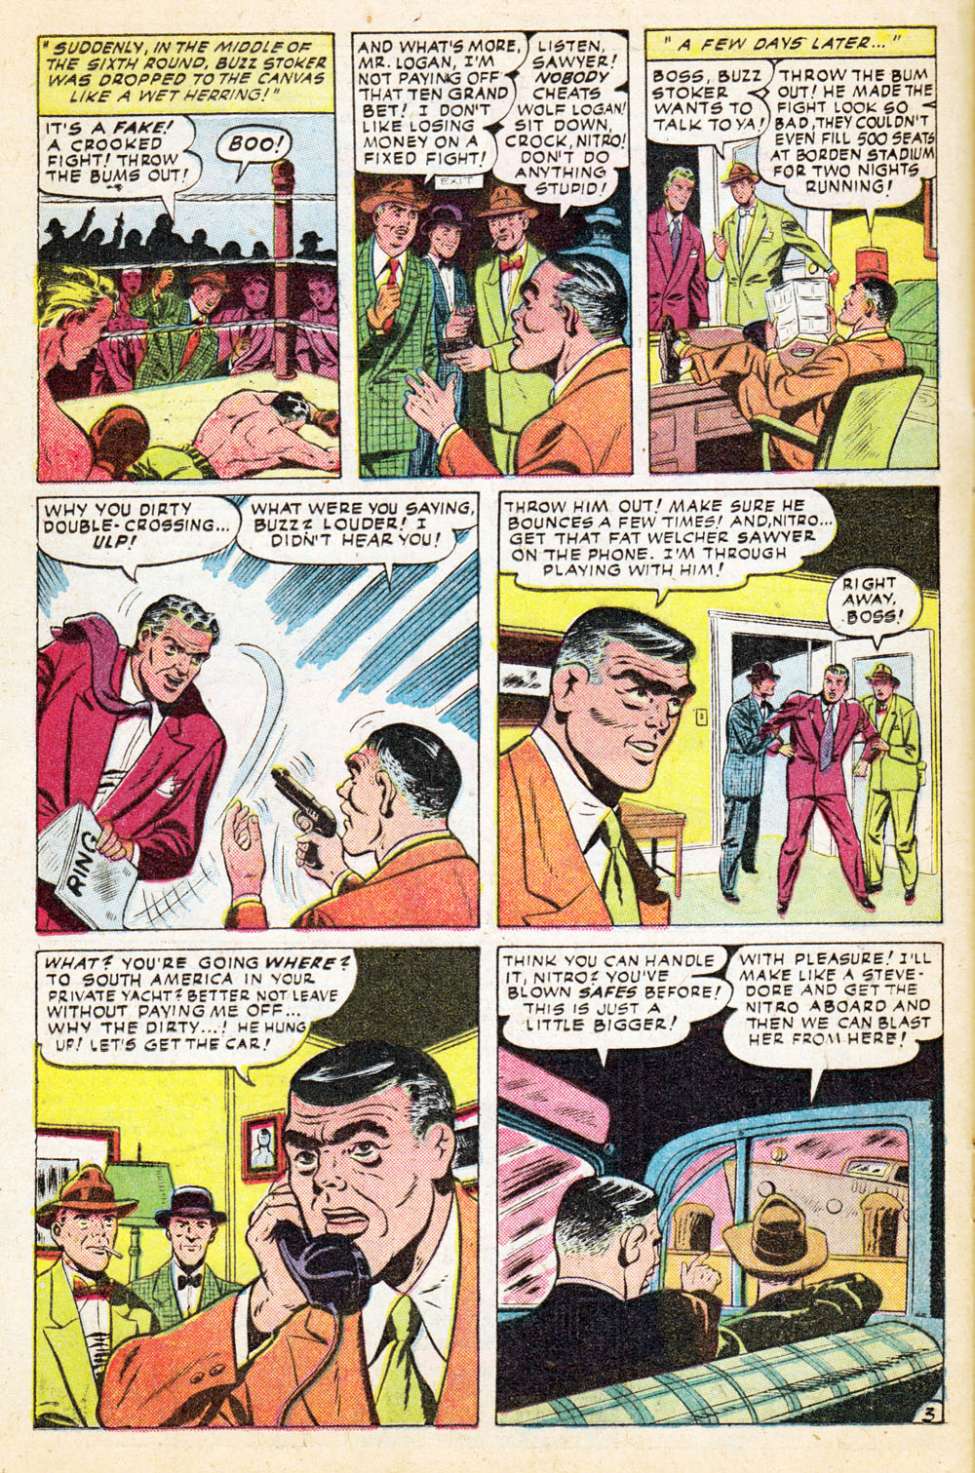 "SUDDENLY, IN THE MIDDLE OF
THE SIXTH ROUND, BUZZ STOKER
WAS DROPPED TO THE CANVAS
LIKE A WET HERRING!"
IT'S A FAKE!
A CROOKED
FIGHT! THROW
THE BUMS OUT!
BOO!
AND WHAT'S MORE,
MR. LOGAN, I'M
NOT PAYING OFF
THAT TEN GRAND
BET! I DON'T
LIKE LOSING
MONEY ON A
FIXED FIGHT!
LISTEN,
SAWYER!
NOBODY
CHEATS
WOLF LOGAN!
SIT DOWN,
CROCK, NITRO!
DON'T DO
ANYTHING
STUPID!
EXIT
"A FEW DAYS LATER..."
BOSS, BUZZ
STOKER
WANTS TO
TALK TO YA!
THROW THE BUM
OUT! HE MADE THE
FIGHT LOOK SO
BAD, THEY COULDN'T
EVEN FILL 500 SEATS
AT BORDEN STADIUM
FOR TWO NIGHTS
RUNNING!
WHY YOU DIRTY
DOUBLE-CROSSING...
ULP!
WHAT WERE YOU SAYING,
BUZZ? LOUDER! I
DIDN'T HEAR YOU!
RING
THROW HIM OUT! MAKE SURE HE
BOUNCES A FEW TIMES! AND, NITRO...
GET THAT FAT WELCHER SAWYER
ON THE PHONE. I'M THROUGH
PLAYING WITH HIM!
RIGHT
AWAY,
BOSS!
WHAT? YOU'RE GOING WHERE?
TO SOUTH AMERICA IN YOUR
PRIVATE YACHT? BETTER NOT LEAVE
WITHOUT PAYING ME OFF...
WHY THE DIRTY...! HE HUNG
UP! LET'S GET THE CAR!
THINK YOU CAN HANDLE
IT, NITRO? YOU'VE
BLOWN SAFES BEFORE!
THIS IS JUST A
LITTLE BIGGER!
WITH PLEASURE! I'LL
MAKE LIKE A STEVE-
DORE AND GET THE
NITRO ABOARD AND
THEN WE CAN BLAST
HER FROM HERE!
3